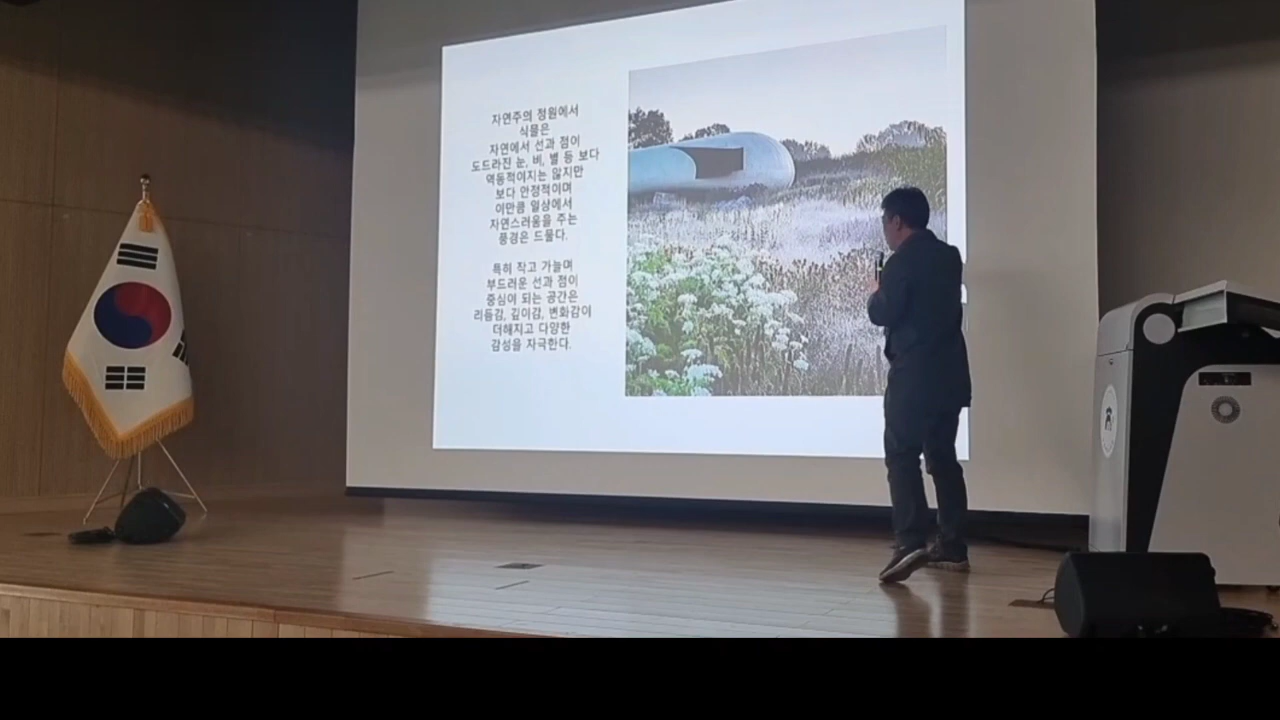 자연주의 정원에서
식물은
자연에서 선과 점이
도드라진 눈, 비, 별 등 보다
역동적이지는 않지만
보다 안정적이며
이만큼 일상에서
자연스러움을 주는
풍경은 드물다.
특히 작고 가늘며
부드러운 선과 점이
중심이 되는 공간은
리듬감, 깊이감, 변화감이
더해지고 다양한
감성을 자극한다.